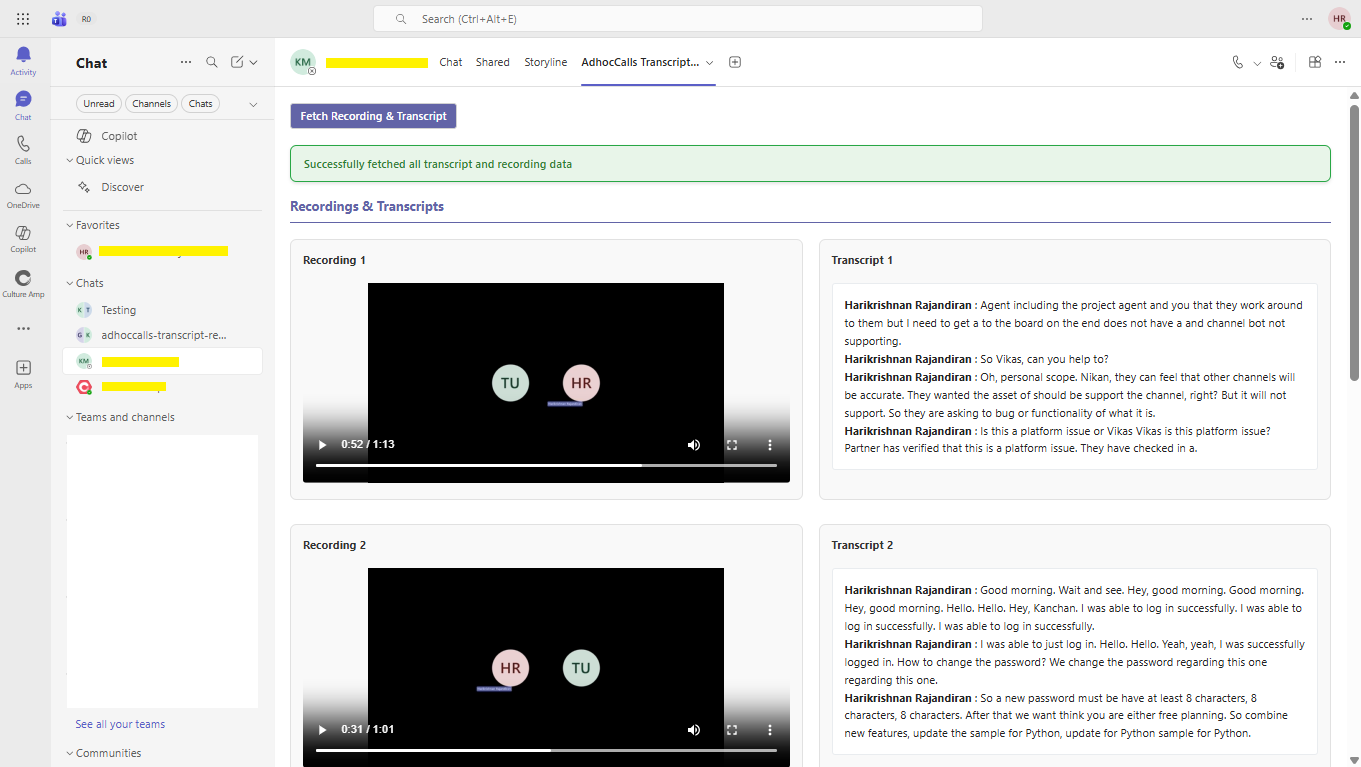 R0
Search (Ctrl+Alt+E)
HR
Activity
Chat
Calls
OneDrive
Copilot
Culture Amp
Apps
Chat
Unread
Channels
Chats
Copilot
Quick views
Discover
Favorites
HR
Chats
K T
Testing
G K
adhoccalls-transcript-re...
KM
Teams and channels
See all your teams
Communities
KM
Chat
Shared
Storyline
AdhocCalls Transcript...
Fetch Recording & Transcript
Successfully fetched all transcript and recording data
Recordings & Transcripts
Recording 1
TU
HR
Harikrishnan Rajandiran
0:52 / 1:13
Transcript 1
Harikrishnan Rajandiran : Agent including the project agent and you that they work around
to them but I need to get a to the board on the end does not have a and channel bot not
supporting.
Harikrishnan Rajandiran : So Vikas, can you help to?
Harikrishnan Rajandiran : Oh, personal scope. Nikan, they can feel that other channels will
be accurate. They wanted the asset of should be support the channel, right? But it will not
support. So they are asking to bug or functionality of what it is.
Harikrishnan Rajandiran : Is this a platform issue or Vikas Vikas is this platform issue?
Partner has verified that this is a platform issue. They have checked in a.
Recording 2
HR
TU
Harikrishnan Rajandiran
0:31 / 1:01
Transcript 2
Harikrishnan Rajandiran : Good morning. Wait and see. Hey, good morning. Good morning.
Hey, good morning. Hello. Hello. Hey, Kanchan. I was able to log in successfully. I was able to
log in successfully. I was able to log in successfully.
Harikrishnan Rajandiran : I was able to just log in. Hello. Hello. Yeah, yeah, I was successfully
logged in. How to change the password? We change the password regarding this one
regarding this one.
Harikrishnan Rajandiran : So a new password must be have at least 8 characters, 8
characters, 8 characters. After that we want think you are either free planning. So combine
new features, update the sample for Python, update for Python sample for Python.